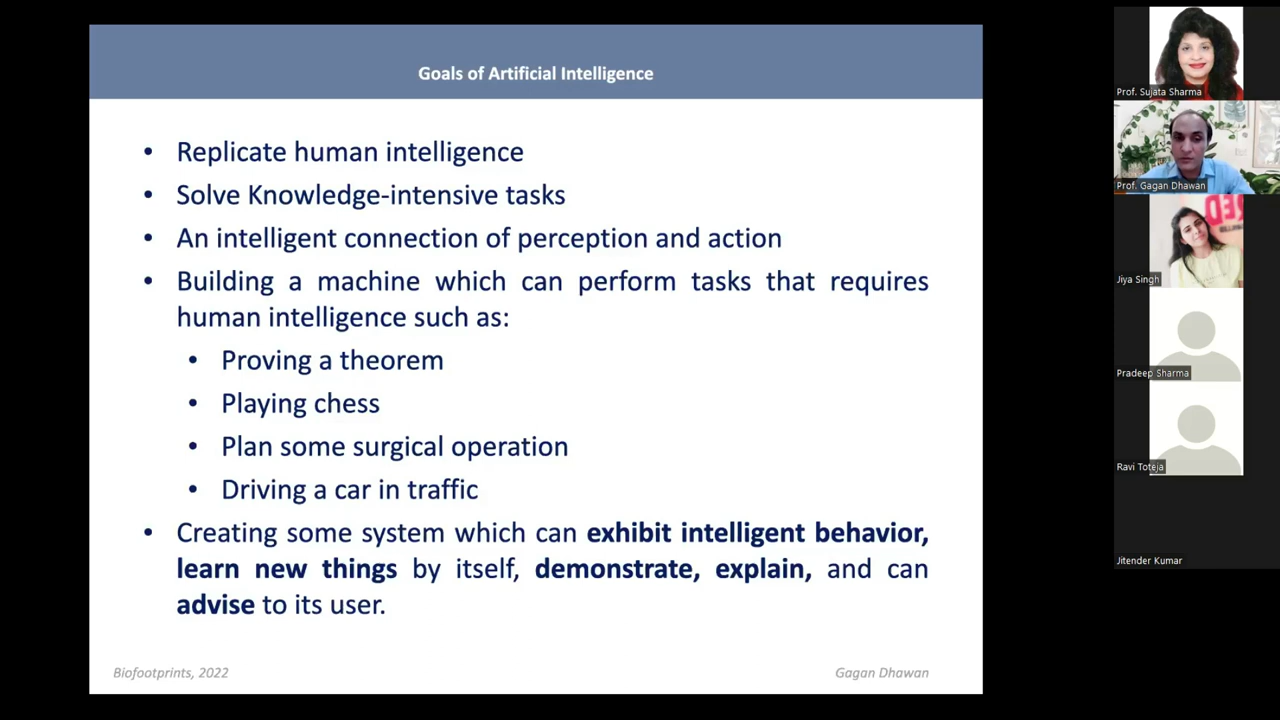 Goals of Artificial Intelligence
• Replicate human intelligence
• Solve Knowledge-intensive tasks
• An intelligent connection of perception and action
• Building a machine which can perform tasks that requires
human intelligence such as:
• Proving a theorem
• Playing chess
• Plan some surgical operation
• Driving a car in traffic
• Creating some system which can exhibit intelligent behavior,
learn new things by itself, demonstrate, explain, and can
advise to its user.
Biofootprints, 2022
Gagan Dhawan
Prof. Sujata Sharma
Prof. Gagan Dhawan
Jiya Singh
Pradeep Sharma
Ravi Toteja
Jitender Kumar